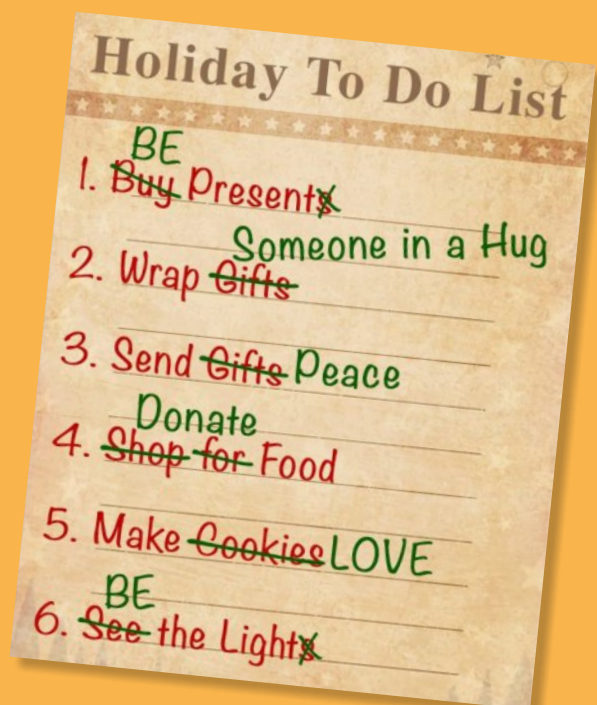 Holiday To Do List
BE
1. Buy Presents
Someone in a Hug
2. Wrap Gifts
3. Send Gifts Peace
Donate
4. Shop for Food
5. Make Cookies LOVE
BE
6. See the Lights